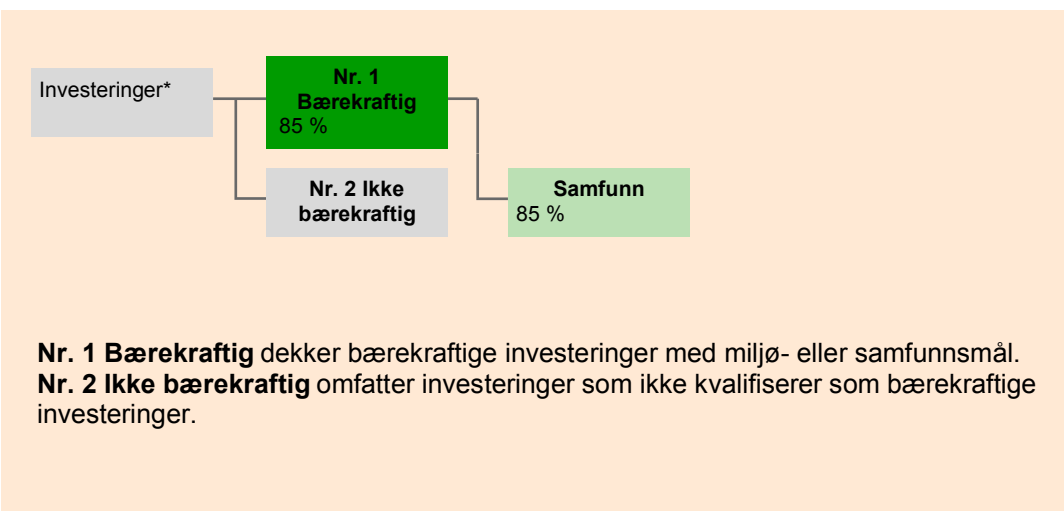 Investeringer*
Nr. 1
Bærekraftig
85 %
Nr. 2 Ikke
bærekraftig
Samfunn
85 %
Nr. 1 Bærekraftig dekker bærekraftige investeringer med miljø- eller samfunnsmål.
Nr. 2 Ikke bærekraftig omfatter investeringer som ikke kvalifiserer som bærekraftige
investeringer.